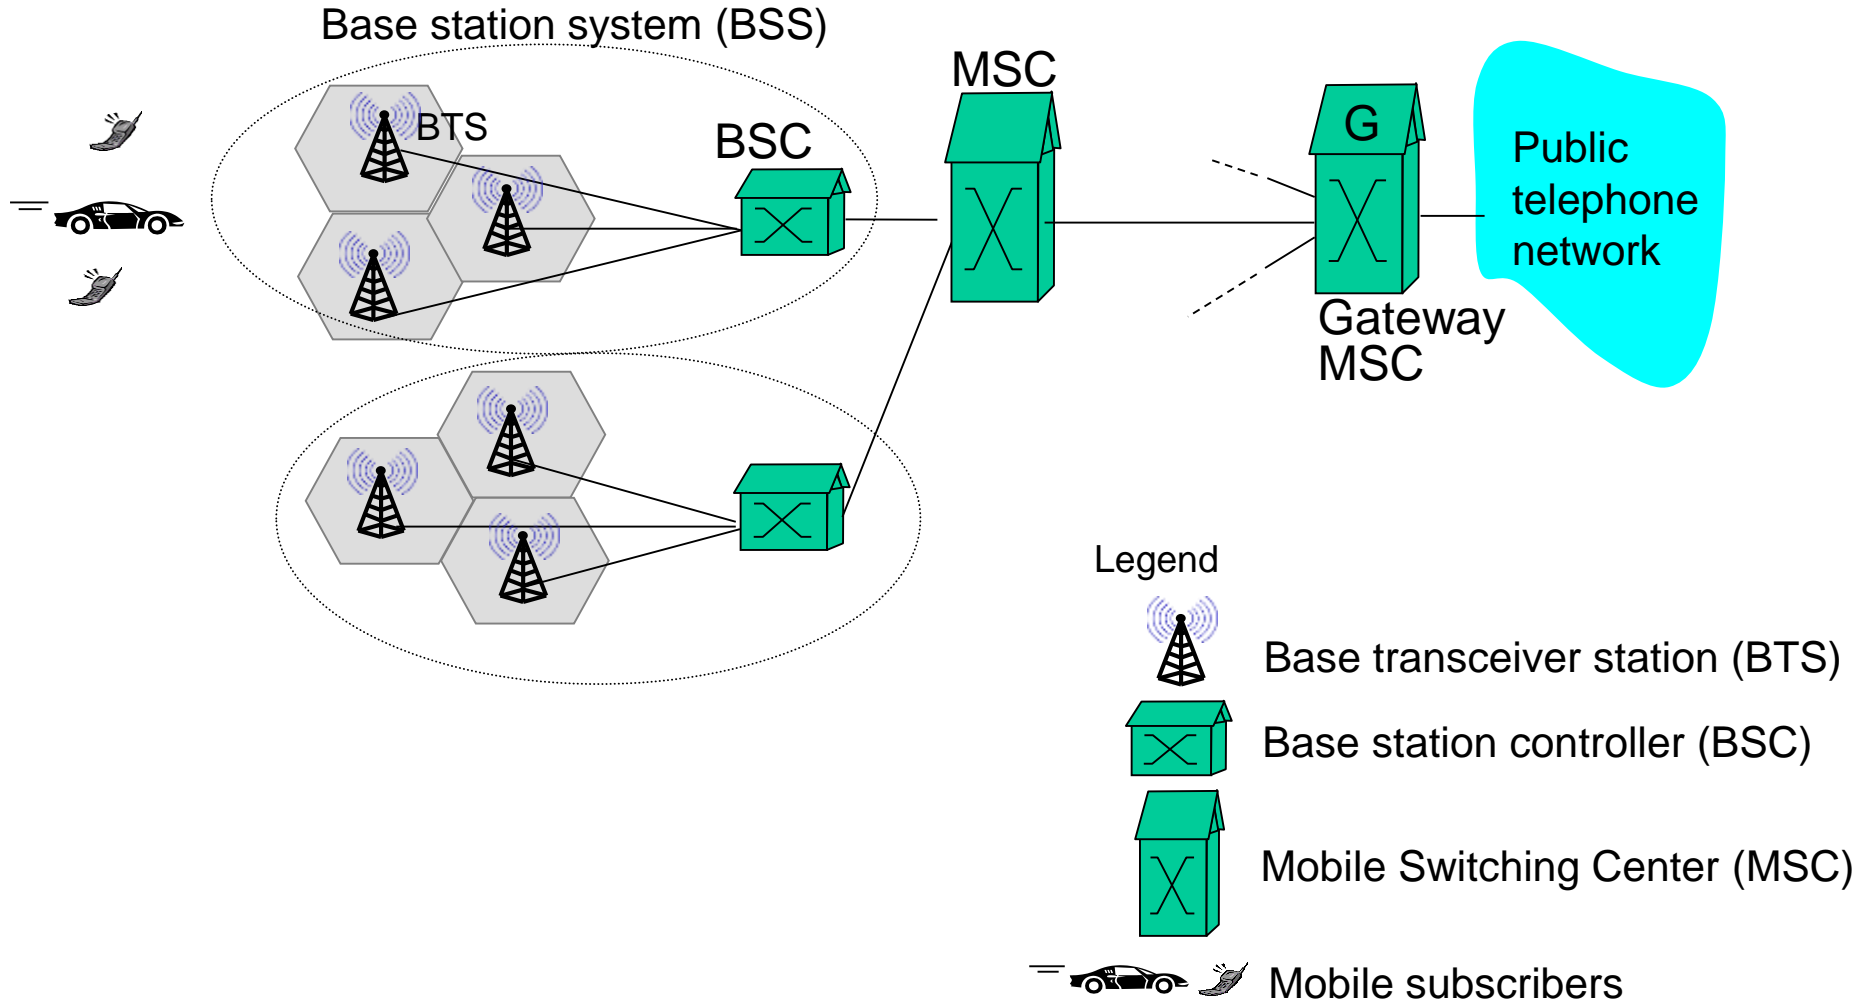 Base station system (BSS)
BTS
BSC
MSC
G
Gateway
MSC
Public
telephone
network
Legend
Base transceiver station (BTS)
Base station controller (BSC)
Mobile Switching Center (MSC)
Mobile subscribers